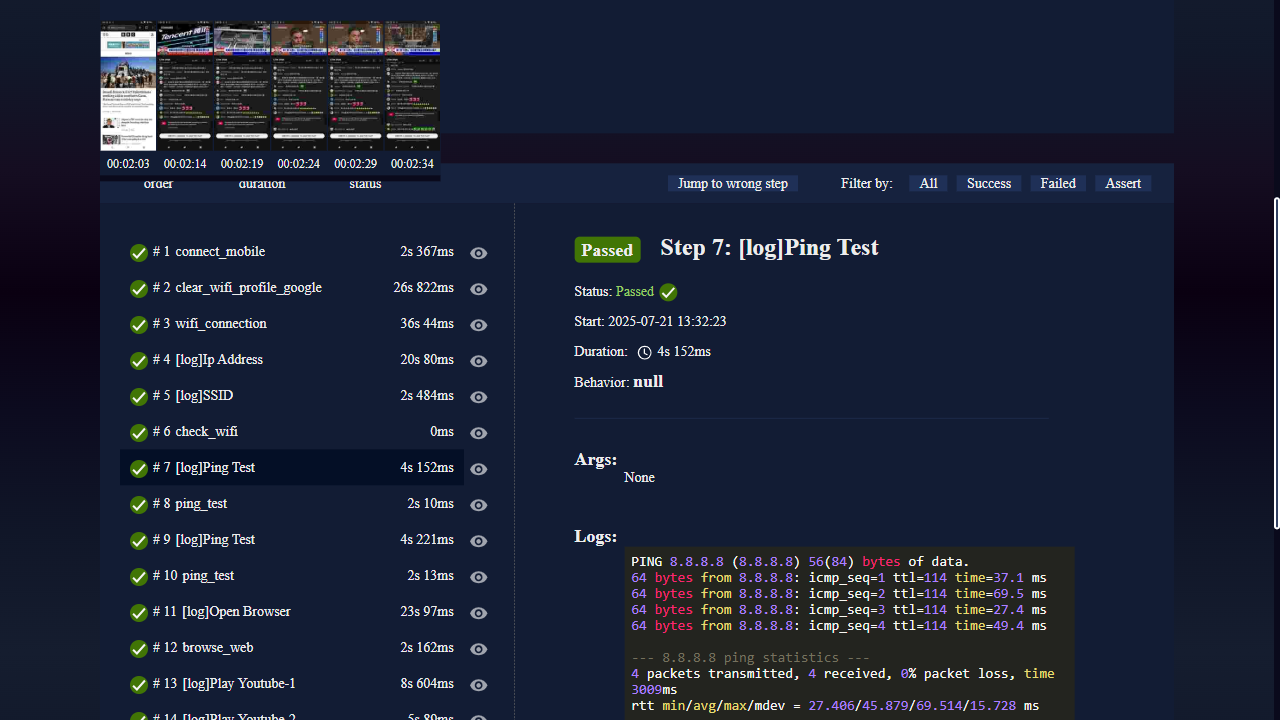 00:02:03 00:02:14 00:02:19 00:02:24 00:02:29 00:02:34
order duration status
Jump to wrong step Filter by: All Success Failed Assert
# 1 connect_mobile 2s 367ms
# 2 clear_wifi_profile_google 26s 822ms
# 3 wifi_connection 36s 44ms
# 4 [log]Ip Address 20s 80ms
# 5 [log]SSID 2s 484ms
# 6 check_wifi 0ms
# 7 [log]Ping Test 4s 152ms
# 8 ping_test 2s 10ms
# 9 [log]Ping Test 4s 221ms
# 10 ping_test 2s 13ms
# 11 [log]Open Browser 23s 97ms
# 12 browse_web 2s 162ms
# 13 [log]Play Youtube-1 8s 604ms
# 14 [log]Play Youtube-2 5s 89ms
Passed Step 7: [log]Ping Test
Status: Passed
Start: 2025-07-21 13:32:23
Duration: 4s 152ms
Behavior: null
Args:
None
Logs:
PING 8.8.8.8 (8.8.8.8) 56(84) bytes of data.
64 bytes from 8.8.8.8: icmp_seq=1 ttl=114 time=37.1 ms
64 bytes from 8.8.8.8: icmp_seq=2 ttl=114 time=69.5 ms
64 bytes from 8.8.8.8: icmp_seq=3 ttl=114 time=27.4 ms
64 bytes from 8.8.8.8: icmp_seq=4 ttl=114 time=49.4 ms
--- 8.8.8.8 ping statistics ---
4 packets transmitted, 4 received, 0% packet loss, time
3009ms
rtt min/avg/max/mdev = 27.406/45.879/69.514/15.728 ms